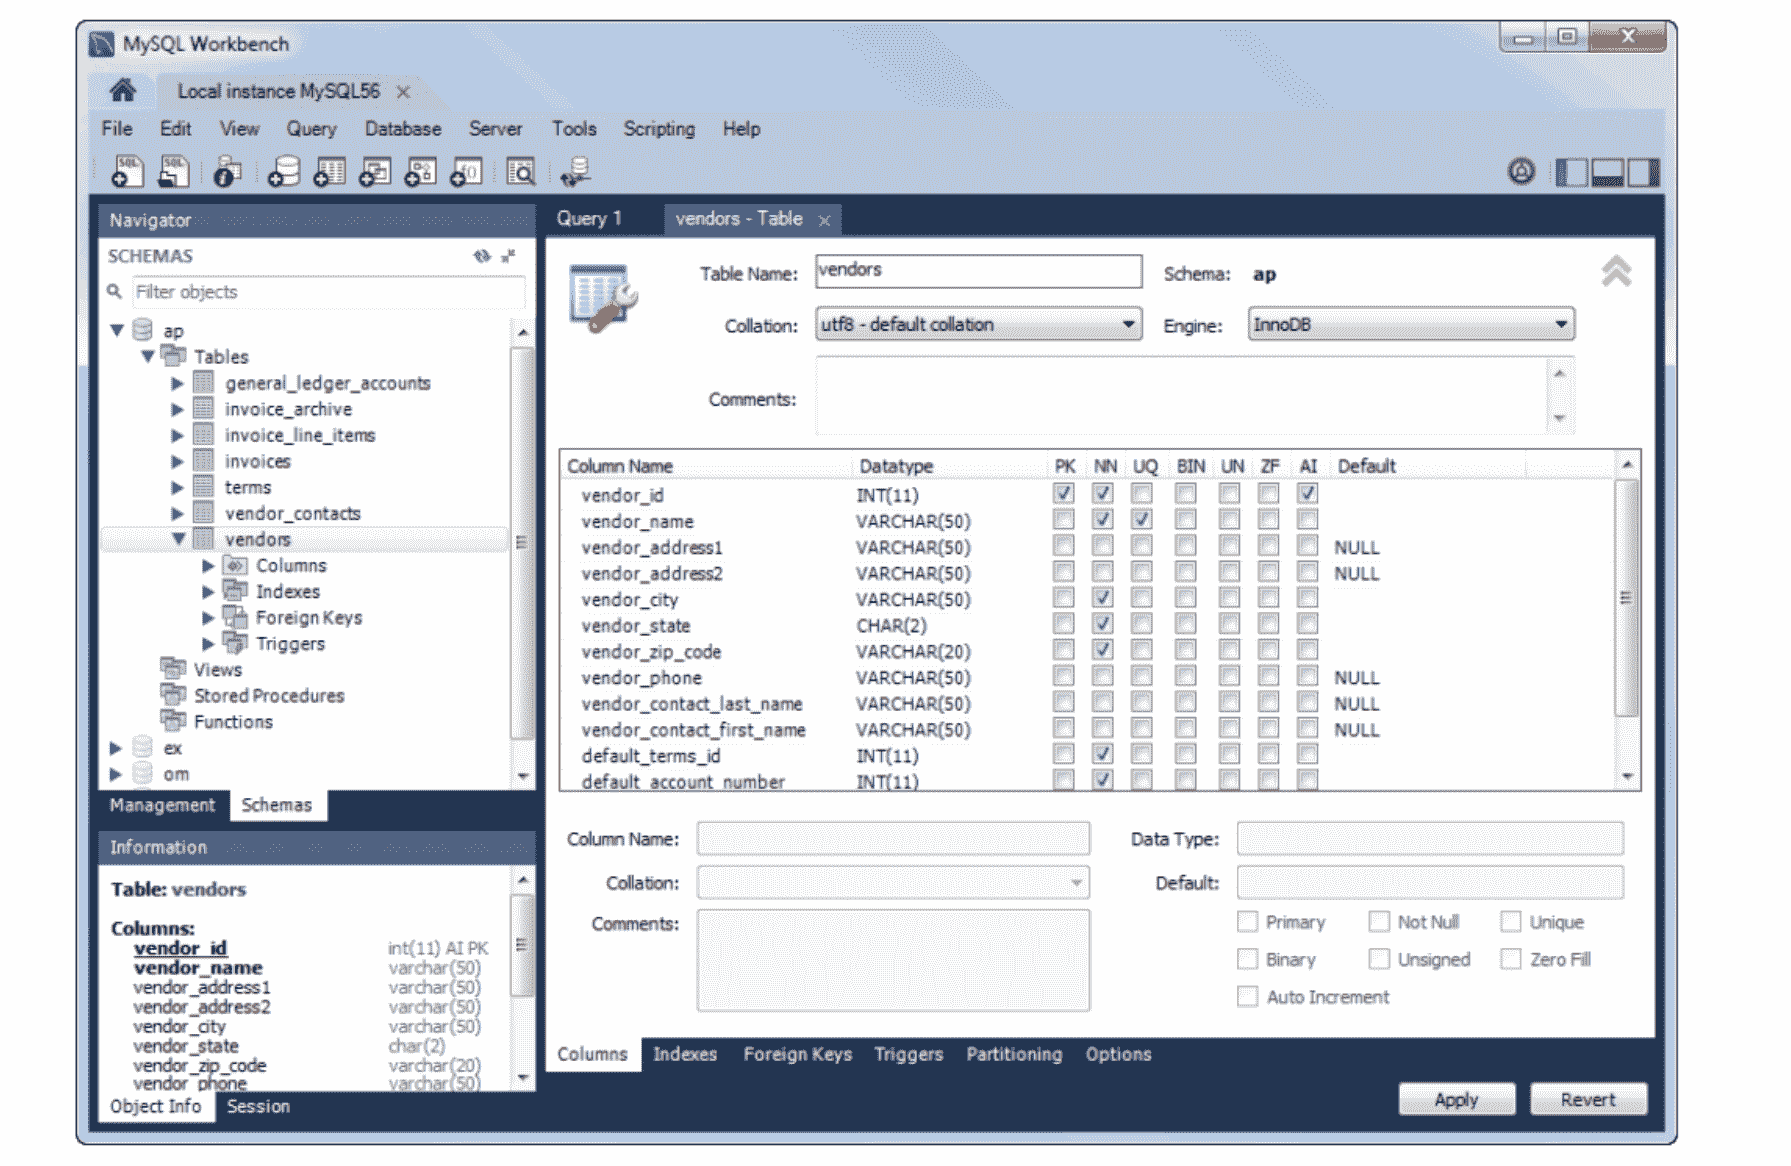 MySQL Workbench
Local instance MySQL56
File Edit View Query Database Server Tools Scripting Help
Navigator
SCHEMAS
Filter objects
ap
Tables
general_ledger_accounts
invoice_archive
invoice_line_items
invoices
terms
vendor_contacts
vendors
Columns
Indexes
Foreign Keys
Triggers
Views
Stored Procedures
Functions
ex
om
Management Schemas
Information
Table: vendors
Columns:
vendor_id int(11) AI PK
vendor_name varchar(50)
vendor_address1 varchar(50)
vendor_address2 varchar(50)
vendor_city varchar(50)
vendor_state char(2)
vendor_zip_code varchar(20)
vendor_phone varchar(50)
Object Info Session
Query 1 vendors - Table
Table Name: vendors Schema: ap
Collation: utf8 - default collation Engine: InnoDB
Comments:
Column Name Datatype PK NN UQ BIN UN ZF AI Default
vendor_id INT(11)
vendor_name VARCHAR(50)
vendor_address1 VARCHAR(50) NULL
vendor_address2 VARCHAR(50) NULL
vendor_city VARCHAR(50)
vendor_state CHAR(2)
vendor_zip_code VARCHAR(20)
vendor_phone VARCHAR(50) NULL
vendor_contact_last_name VARCHAR(50) NULL
vendor_contact_first_name VARCHAR(50) NULL
default_terms_id INT(11)
default_account_number INT(11)
Column Name: Data Type:
Collation: Default:
Comments:
Primary Not Null Unique
Binary Unsigned Zero Fill
Auto Increment
Columns Indexes Foreign Keys Triggers Partitioning Options
Apply Revert